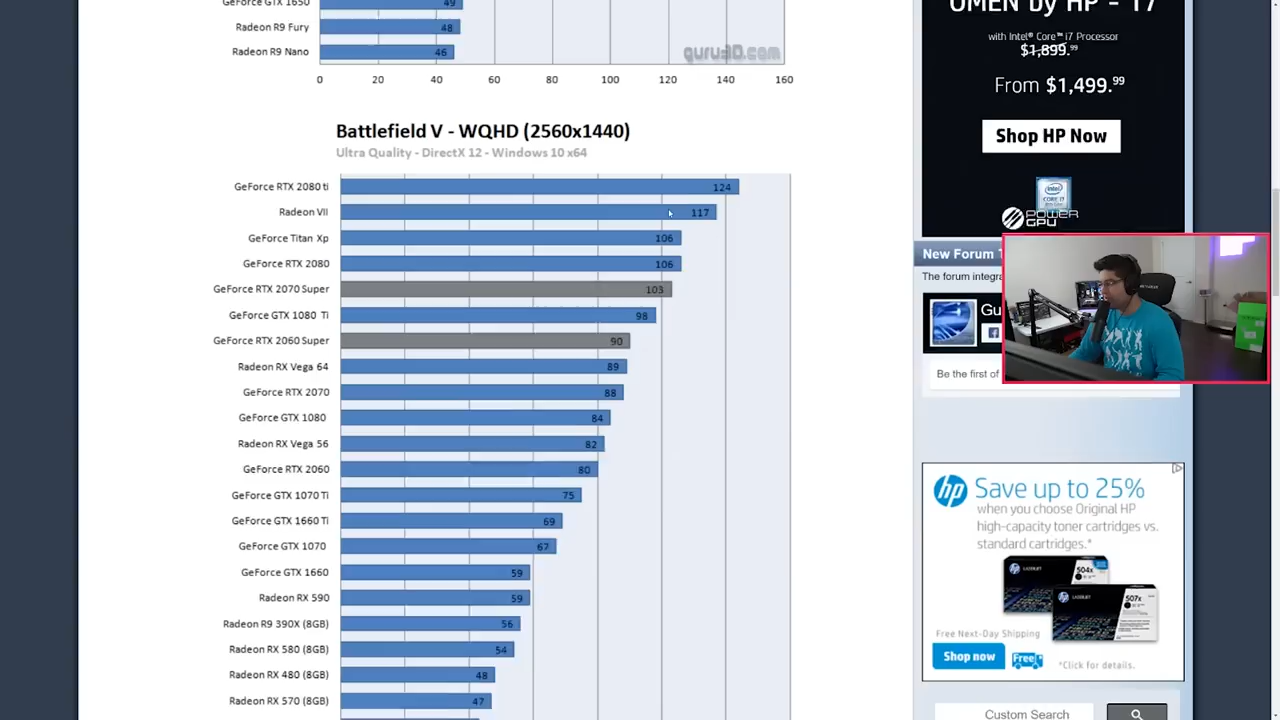 GeForce GTX 1650 49
Radeon R9 Fury 48
Radeon R9 Nano 46
guru3D.com
0 20 40 60 80 100 120 140 160
Battlefield V - WQHD (2560x1440)
Ultra Quality - DirectX 12 - Windows 10 x64
GeForce RTX 2080 ti 124
Radeon VII 117
GeForce Titan Xp 106
GeForce RTX 2080 106
GeForce RTX 2070 Super 103
GeForce GTX 1080 Ti 98
GeForce RTX 2060 Super 90
Radeon RX Vega 64 89
GeForce RTX 2070 88
GeForce GTX 1080 84
Radeon RX Vega 56 82
GeForce RTX 2060 80
GeForce GTX 1070 Ti 75
GeForce GTX 1660 Ti 69
GeForce GTX 1070 67
GeForce GTX 1660 59
Radeon RX 590 59
Radeon R9 390X (8GB) 56
Radeon RX 580 (8GB) 54
Radeon RX 480 (8GB) 48
Radeon RX 570 (8GB) 47
OMEN by HP - 17
with Intel® Core™ i7 Processor
$1,899.99
From $1,499.99
Shop HP Now
intel
CORE i7
POWER
GPU
New Forum
The forum integra
Gu
Be the first of
hp
Save up to 25%
when you choose Original HP
high-capacity toner cartridges vs.
standard cartridges.*
504x
507x
Free Next-Day Shipping
Shop now
Free
*Click for details.
Custom Search